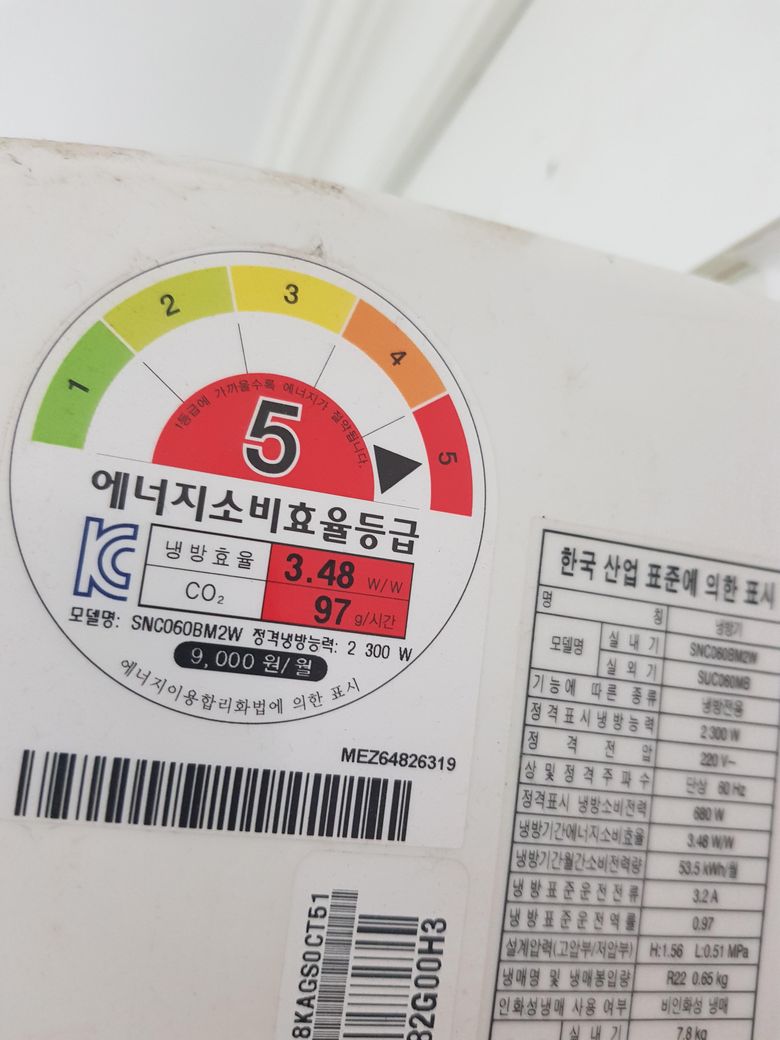 1 2 3 4 5
1등급에 가까울수록 에너지가 절약됩니다.
5
에너지소비효율등급
KC
냉방효율 3.48 W/W
CO₂ 97 g/시간
모델명: SNC060BM2W 정격냉방능력: 2 300 W
9,000 원/월
에너지이용합리화법에 의한 표시
MEZ64826319
8KAGS0CT51
82G00H3
한국 산업 표준에 의한 표시
명 칭 냉방기
모델명 실 내 기 SNC060BM2W
실 외 기 SUC060MB
기능에 따른 종류 냉방전용
정격표시냉방능력 2 300 W
정 격 전 압 220 V~
상 및 정격주파수 단상 60 Hz
정격표시 냉방소비전력 680 W
냉방기간에너지소비효율 3.48 W/W
냉방기간월간소비전력량 53.5 kWh/월
냉방표준운전전류 3.2 A
냉방표준운전역률 0.97
설계압력(고압부/저압부) H:1.56 L:0.51 MPa
냉매명 및 냉매봉입량 R22 0.65 kg
인화성냉매 사용 여부 비인화성 냉매
실 내 기 7.8 kg